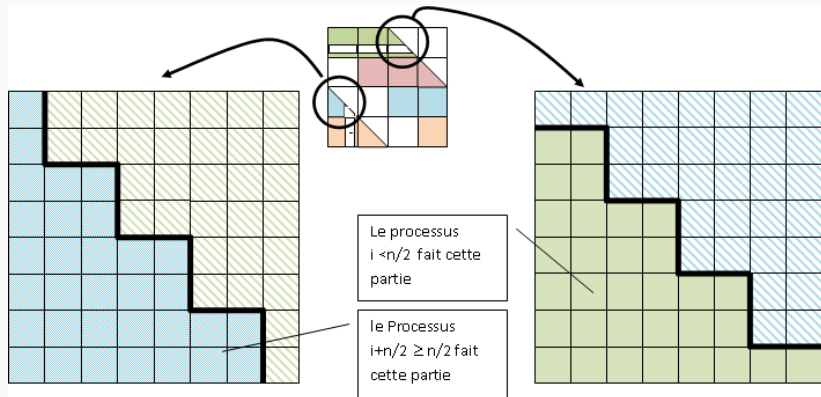 Le processus
i <n/2 fait cette
partie
le Processus
i+n/2 ≥ n/2 fait
cette partie